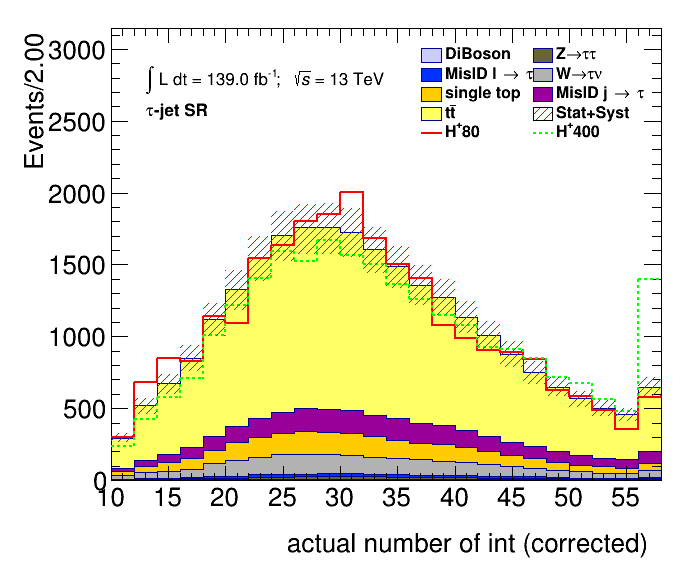 Events/2.00
3000
2500
2000
1500
1000
500
0
∫ L dt = 139.0 fb⁻¹; √s = 13 TeV
τ-jet SR
DiBoson
Z→ττ
MisID l → τ
W→τν
single top
MisID j → τ
tt̄
Stat+Syst
H⁺80
H⁺400
10 15 20 25 30 35 40 45 50 55
actual number of int (corrected)